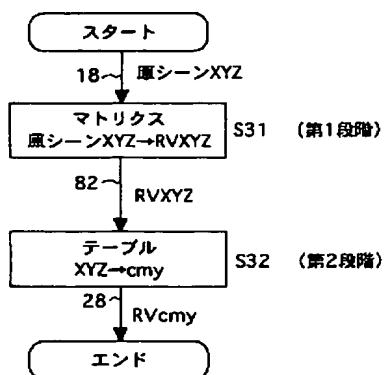 スタート
18 原シーンXYZ
マトリクス
原シーンXYZ→RVXYZ
S31 (第1段階)
82
RVXYZ
テーブル
XYZ→cmy
S32 (第2段階)
28
RVcmy
エンド